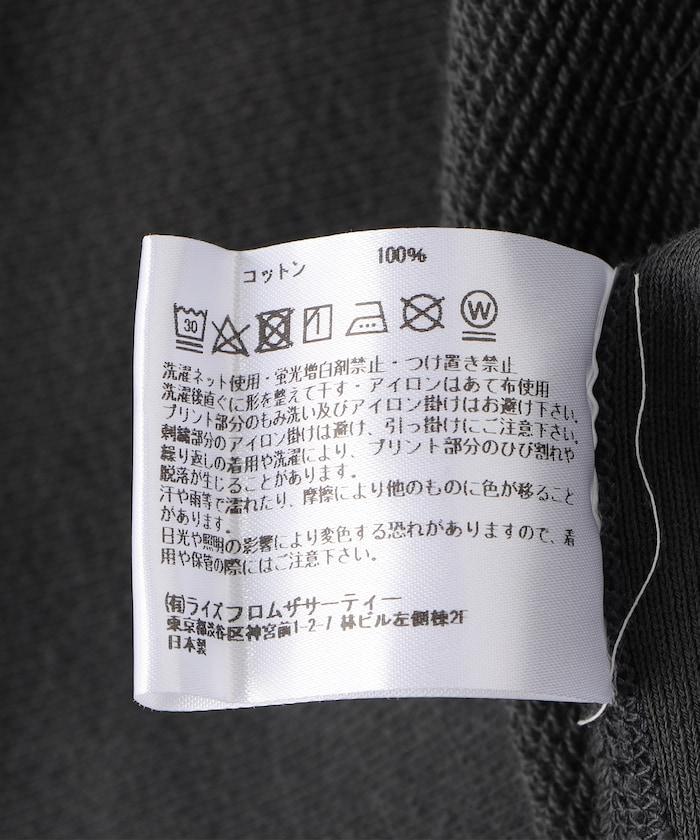 コットン 100%
30 W
洗濯ネット使用・蛍光増白剤禁止・つけ置き禁止
洗濯後直ぐに形を整えて干す・アイロンはあて布使用
プリント部分のもみ洗い及びアイロン掛けはお避け下さい。
刺繍部分のアイロン掛けは避け、引っ掛けにご注意下さい。
繰り返しの着用や洗濯により、プリント部分のひび割れや
脱落が生じることがあります。
汗や雨等で濡れたり、摩擦により他のものに色が移ること
があります。
日光や照明の影響により変色する恐れがありますので、着
用や保管の際にはご注意下さい。
(有)ライズフロムザサーティー
東京都渋谷区神宮前1-2-7 林ビル左側棟2F
日本製